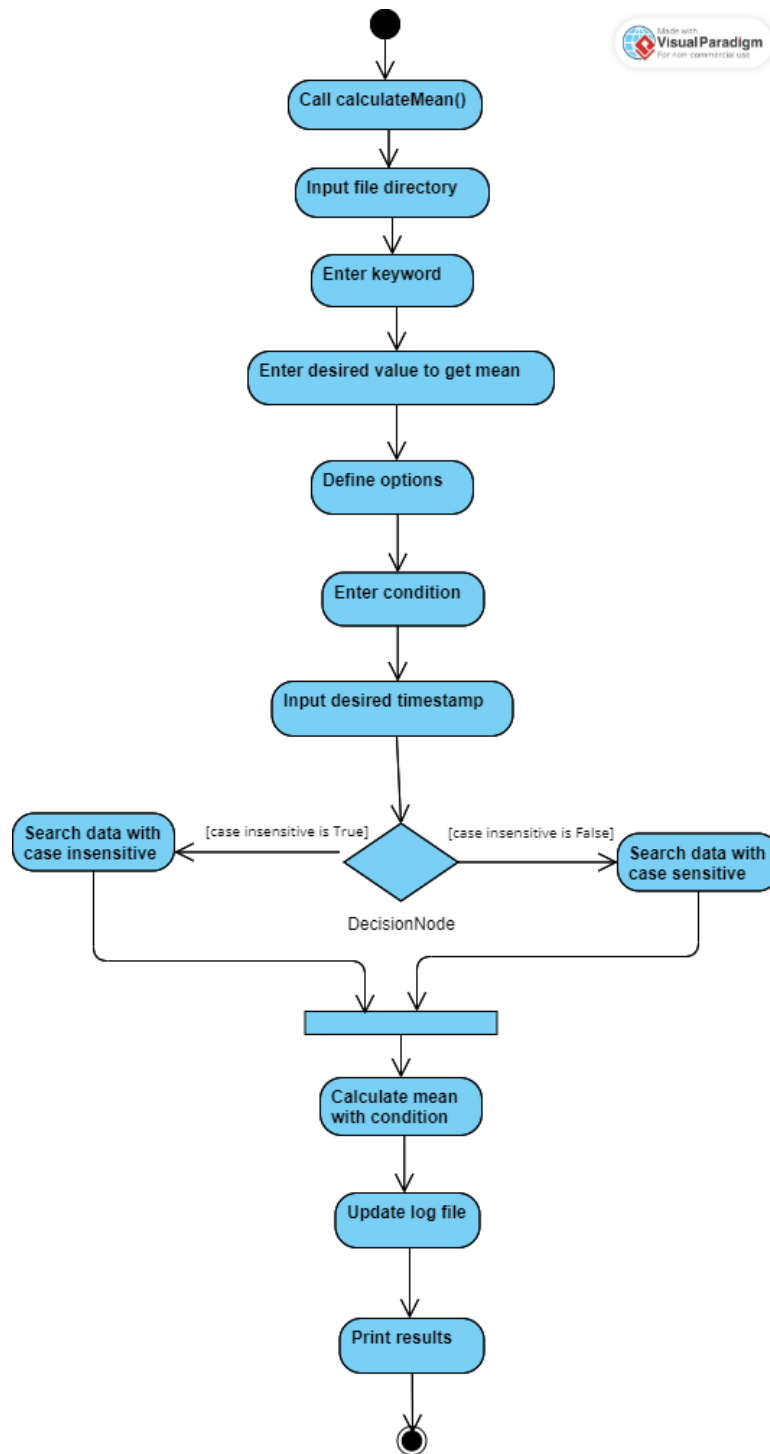 Made with
Visual Paradigm
For non-commercial use
Call calculateMean()
Input file directory
Enter keyword
Enter desired value to get mean
Define options
Enter condition
Input desired timestamp
[case insensitive is True]
[case insensitive is False]
Search data with
case insensitive
Search data with
case sensitive
DecisionNode
Calculate mean
with condition
Update log file
Print results